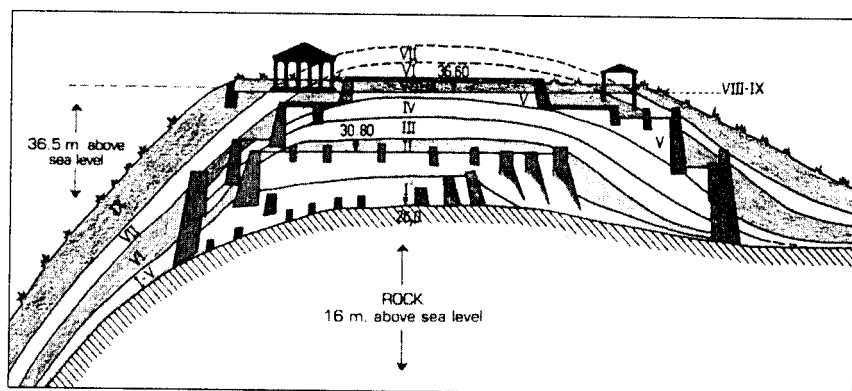 VII
VI
36.60
VIII-IX
V
IV
III
30.80
II
V
36.5 m above
sea level
I
26,0
IX
VII
VI
I-V
ROCK
16 m. above sea level